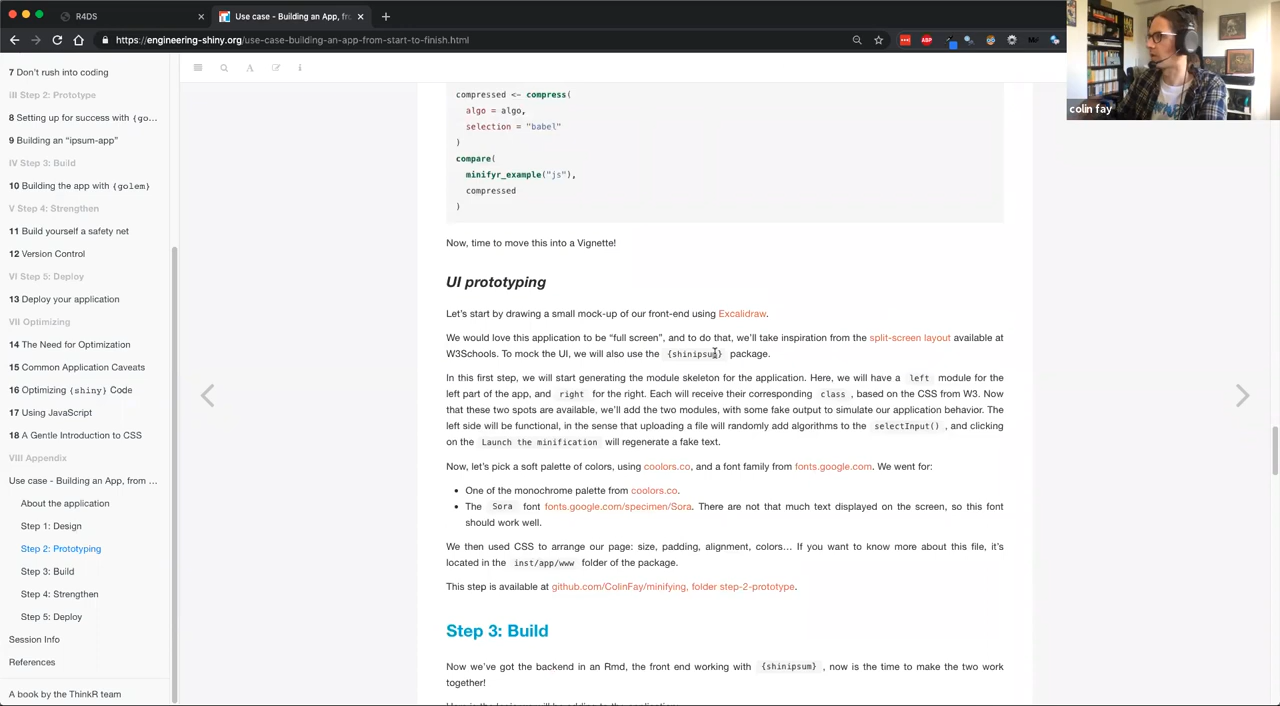 R4DS
Use case - Building an App, fro
https://engineering-shiny.org/use-case-building-an-app-from-start-to-finish.html
colin fay
7 Don't rush into coding
III Step 2: Prototype
8 Setting up for success with {go...
9 Building an “ipsum-app”
IV Step 3: Build
10 Building the app with {golem}
V Step 4: Strengthen
11 Build yourself a safety net
12 Version Control
VI Step 5: Deploy
13 Deploy your application
VII Optimizing
14 The Need for Optimization
15 Common Application Caveats
16 Optimizing {shiny} Code
17 Using JavaScript
18 A Gentle Introduction to CSS
VIII Appendix
Use case - Building an App, from ...
About the application
Step 1: Design
Step 2: Prototyping
Step 3: Build
Step 4: Strengthen
Step 5: Deploy
Session Info
References
A book by the ThinkR team
compressed <- compress(
algo = algo,
selection = "babel"
)
compare(
minifyr_example("js"),
compressed
)
Now, time to move this into a Vignette!
UI prototyping
Let's start by drawing a small mock-up of our front-end using Excalidraw.
We would love this application to be “full screen”, and to do that, we'll take inspiration from the split-screen layout available at
W3Schools. To mock the UI, we will also use the {shinipsum} package.
In this first step, we will start generating the module skeleton for the application. Here, we will have a left module for the
left part of the app, and right for the right. Each will receive their corresponding class, based on the CSS from W3. Now
that these two spots are available, we'll add the two modules, with some fake output to simulate our application behavior. The
left side will be functional, in the sense that uploading a file will randomly add algorithms to the selectInput(), and clicking
on the Launch the minification will regenerate a fake text.
Now, let's pick a soft palette of colors, using coolors.co, and a font family from fonts.google.com. We went for:
• One of the monochrome palette from coolors.co.
• The Sora font fonts.google.com/specimen/Sora. There are not that much text displayed on the screen, so this font
should work well.
We then used CSS to arrange our page: size, padding, alignment, colors... If you want to know more about this file, it's
located in the inst/app/www folder of the package.
This step is available at github.com/ColinFay/minifying, folder step-2-prototype.
Step 3: Build
Now we've got the backend in an Rmd, the front end working with {shinipsum}, now is the time to make the two work
together!